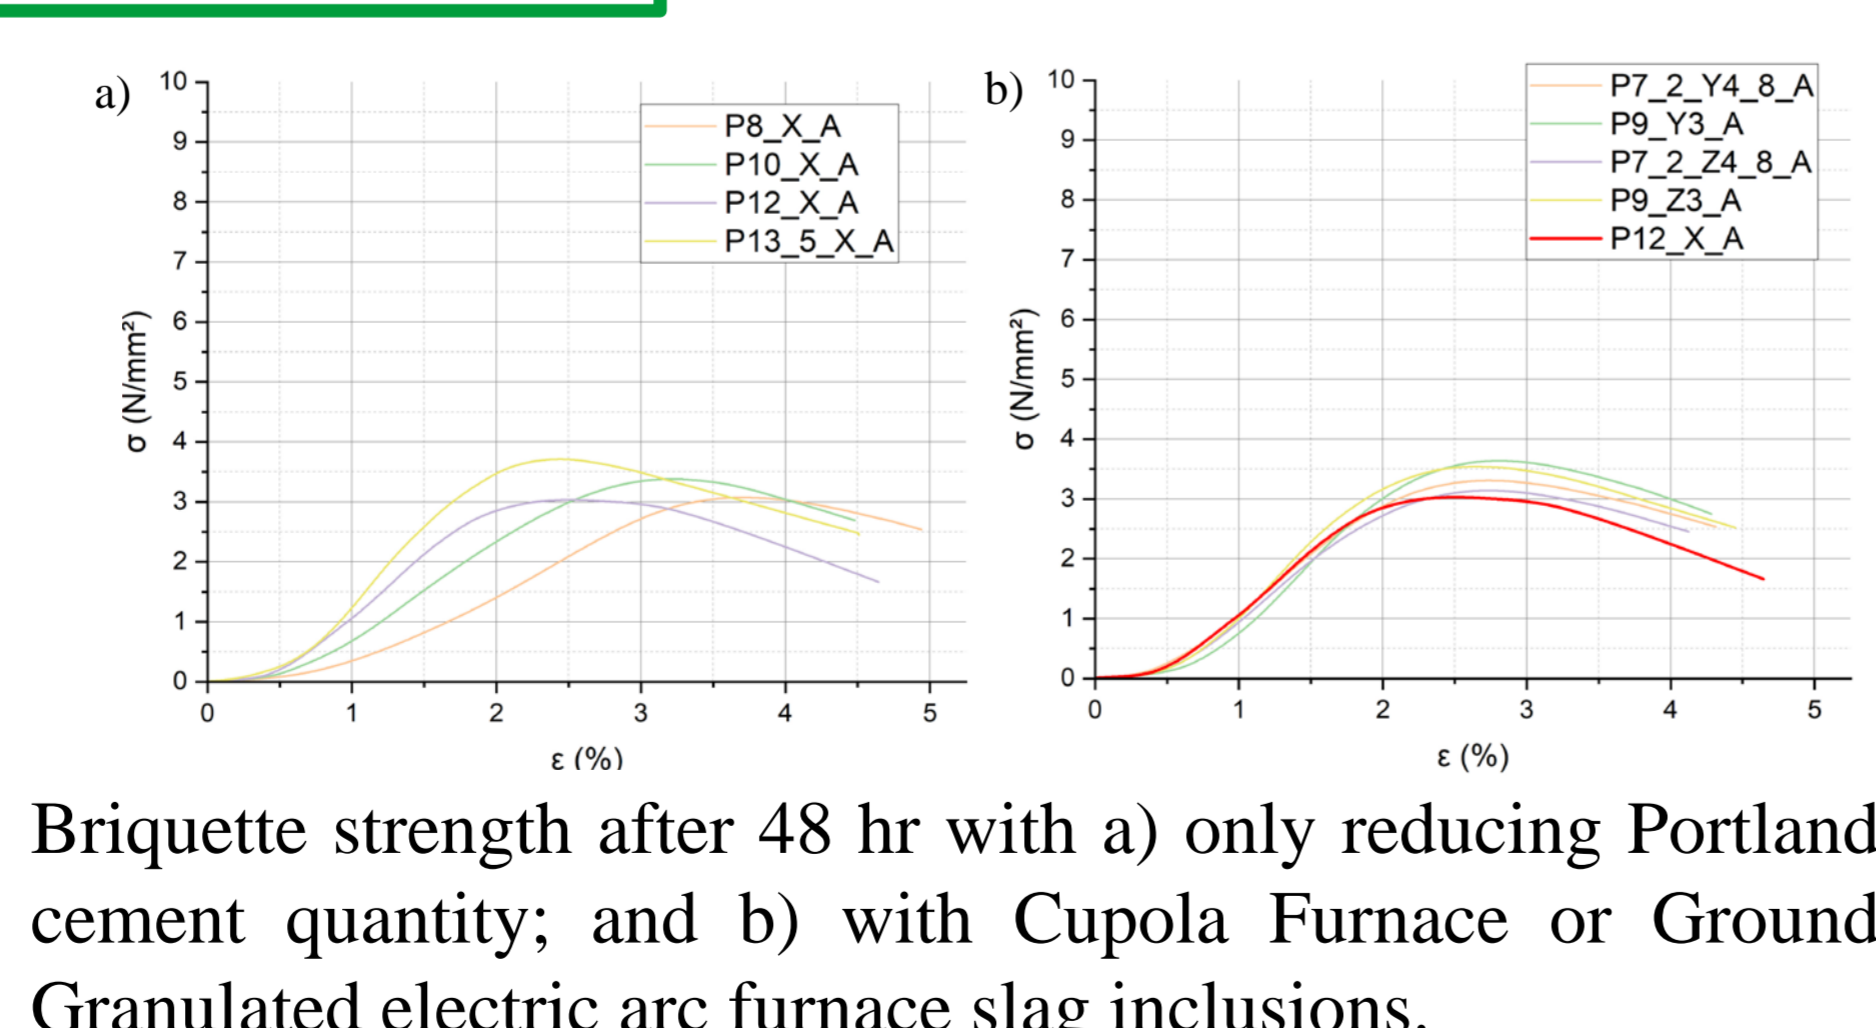 a)
10
9
8
7
6
5
4
3
2
1
0
σ (N/mm²)
P8_X_A
P10_X_A
P12_X_A
P13_5_X_A
0 1 2 3 4 5
ε (%)
b)
10
9
8
7
6
5
4
3
2
1
0
σ (N/mm²)
P7_2_Y4_8_A
P9_Y3_A
P7_2_Z4_8_A
P9_Z3_A
P12_X_A
0 1 2 3 4 5
ε (%)
Briquette strength after 48 hr with a) only reducing Portland
cement quantity; and b) with Cupola Furnace or Ground
Granulated electric arc furnace slag inclusions.